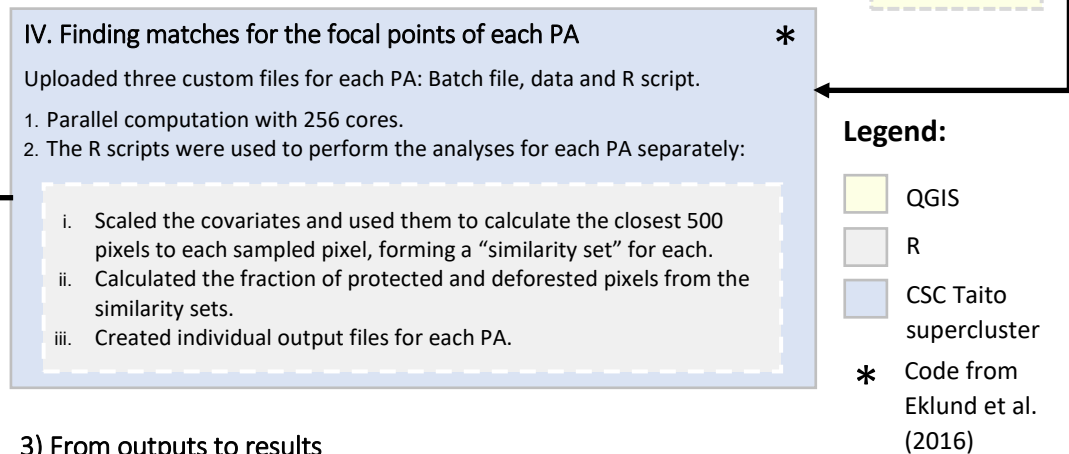 IV. Finding matches for the focal points of each PA *
Uploaded three custom files for each PA: Batch file, data and R script.
1. Parallel computation with 256 cores.
2. The R scripts were used to perform the analyses for each PA separately:
i. Scaled the covariates and used them to calculate the closest 500
pixels to each sampled pixel, forming a “similarity set” for each.
ii. Calculated the fraction of protected and deforested pixels from the
similarity sets.
iii. Created individual output files for each PA.
Legend:
QGIS
R
CSC Taito
supercluster
* Code from
Eklund et al.
(2016)
3) From outputs to results